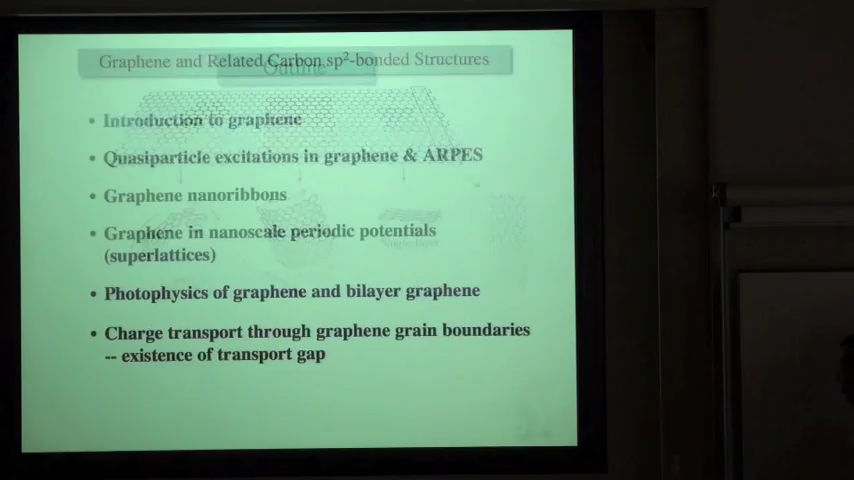 Graphene and Related Carbon sp²-bonded Structures
Outline
• Introduction to graphene
• Quasiparticle excitations in graphene & ARPES
• Graphene nanoribbons
• Graphene in nanoscale periodic potentials
(superlattices)
• Photophysics of graphene and bilayer graphene
• Charge transport through graphene grain boundaries
-- existence of transport gap